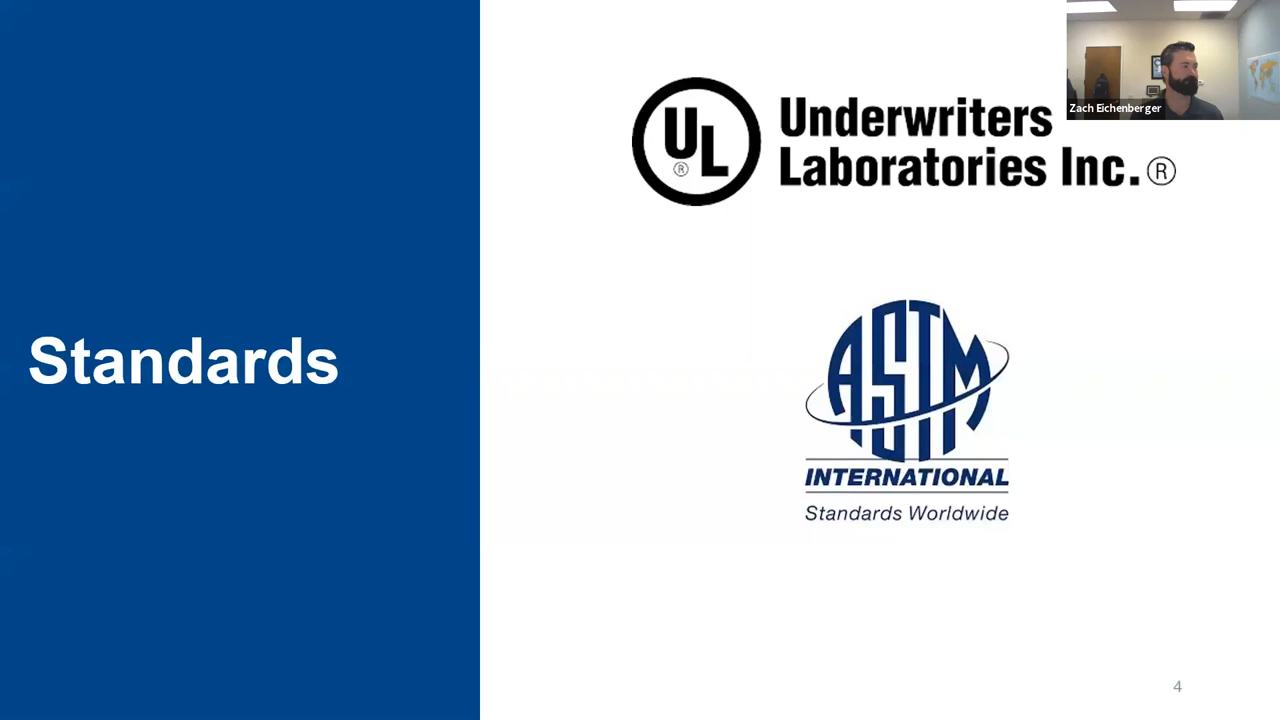 Zach Eichenberger
UL
®
Underwriters
Laboratories Inc.®
Standards
ASTM
INTERNATIONAL
Standards Worldwide
4